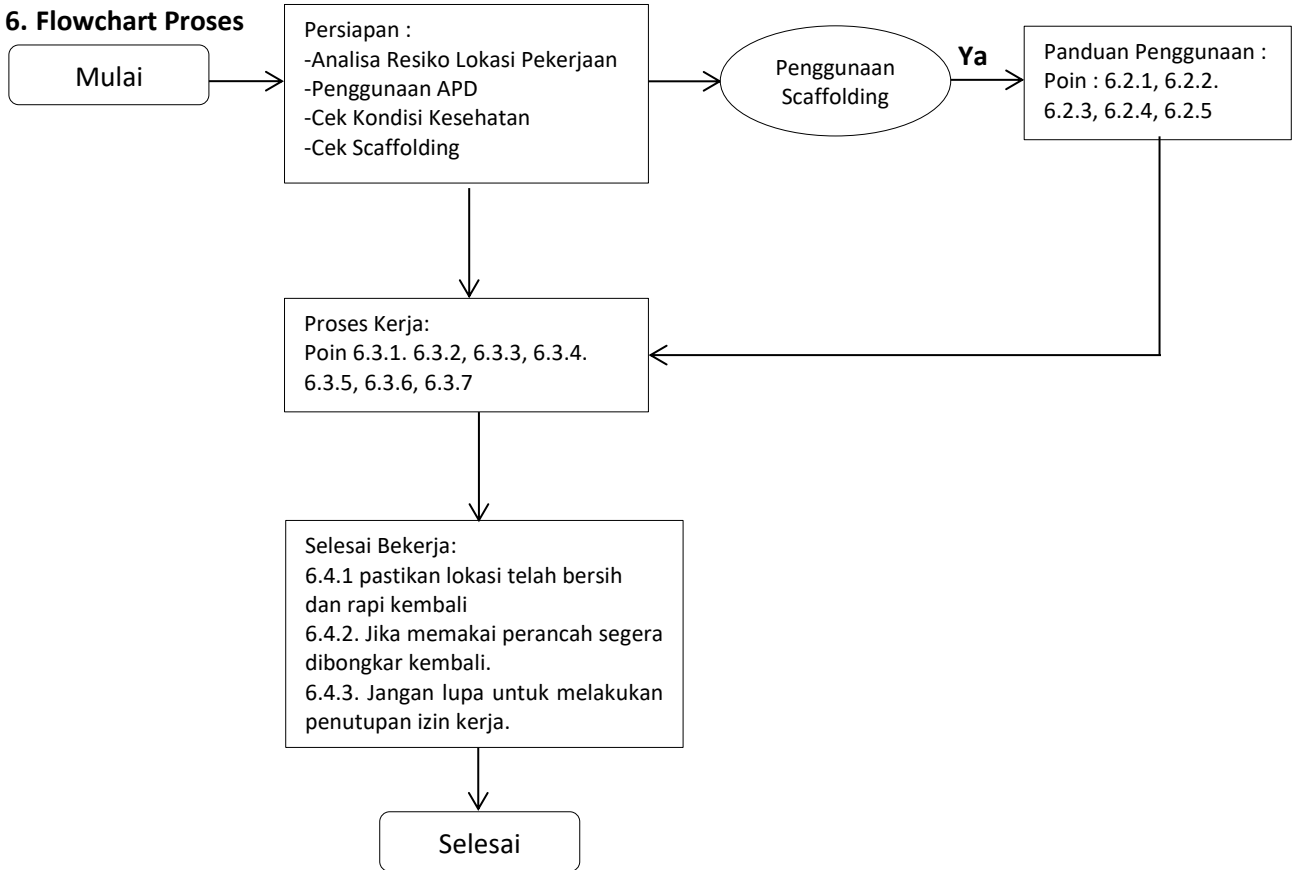 6. Flowchart Proses
Mulai
Persiapan :
-Analisa Resiko Lokasi Pekerjaan
-Penggunaan APD
-Cek Kondisi Kesehatan
-Cek Scaffolding
Penggunaan
Scaffolding
Ya
Panduan Penggunaan :
Poin : 6.2.1, 6.2.2.
6.2.3, 6.2.4, 6.2.5
Proses Kerja:
Poin 6.3.1. 6.3.2, 6.3.3, 6.3.4.
6.3.5, 6.3.6, 6.3.7
Selesai Bekerja:
6.4.1 pastikan lokasi telah bersih
dan rapi kembali
6.4.2. Jika memakai perancah segera
dibongkar kembali.
6.4.3. Jangan lupa untuk melakukan
penutupan izin kerja.
Selesai